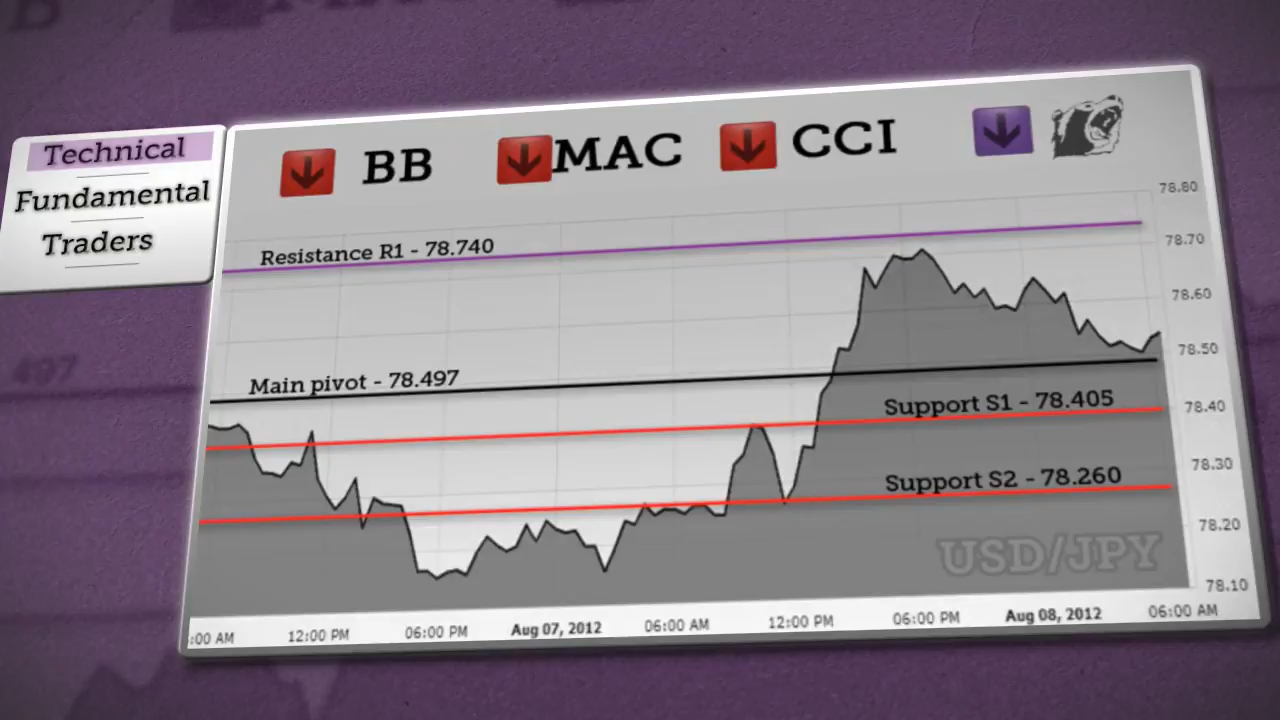 Technical
Fundamental
Traders
BB MAC CCI
Resistance R1 - 78.740
Main pivot - 78.497
Support S1 - 78.405
Support S2 - 78.260
USD/JPY
78.80
78.70
78.60
78.50
78.40
78.30
78.20
78.10
:00 AM 12:00 PM 06:00 PM Aug 07, 2012 06:00 AM 12:00 PM 06:00 PM Aug 08, 2012 06:00 AM
497